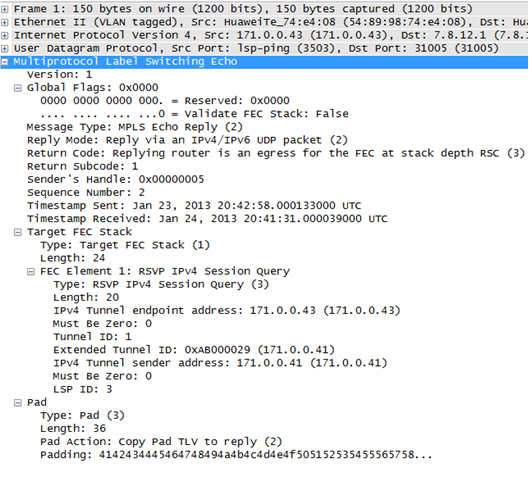 Frame 1: 150 bytes on wire (1200 bits), 150 bytes captured (1200 bits)
Ethernet II (VLAN tagged), Src: HuaweiTe_74:e4:08 (54:89:98:74:e4:08), Dst: Hua
Internet Protocol Version 4, Src: 171.0.0.43 (171.0.0.43), Dst: 7.8.12.1 (7.8.1
User Datagram Protocol, Src Port: lsp-ping (3503), Dst Port: 31005 (31005)
Multiprotocol Label Switching Echo
Version: 1
Global Flags: 0x0000
0000 0000 0000 000. = Reserved: 0x0000
.... .... .... ...0 = Validate FEC Stack: False
Message Type: MPLS Echo Reply (2)
Reply Mode: Reply via an IPv4/IPv6 UDP packet (2)
Return Code: Replying router is an egress for the FEC at stack depth RSC (3)
Return Subcode: 1
Sender's Handle: 0x00000005
Sequence Number: 2
Timestamp Sent: Jan 23, 2013 20:42:58.000133000 UTC
Timestamp Received: Jan 24, 2013 20:41:31.000039000 UTC
Target FEC Stack
Type: Target FEC Stack (1)
Length: 24
FEC Element 1: RSVP IPv4 Session Query
Type: RSVP IPv4 Session Query (3)
Length: 20
IPv4 Tunnel endpoint address: 171.0.0.43 (171.0.0.43)
Must Be Zero: 0
Tunnel ID: 1
Extended Tunnel ID: 0xAB000029 (171.0.0.41)
IPv4 Tunnel sender address: 171.0.0.41 (171.0.0.41)
Must Be Zero: 0
LSP ID: 3
Pad
Type: Pad (3)
Length: 36
Pad Action: Copy Pad TLV to reply (2)
Padding: 4142434445464748494a4b4c4d4e4f505152535455565758...